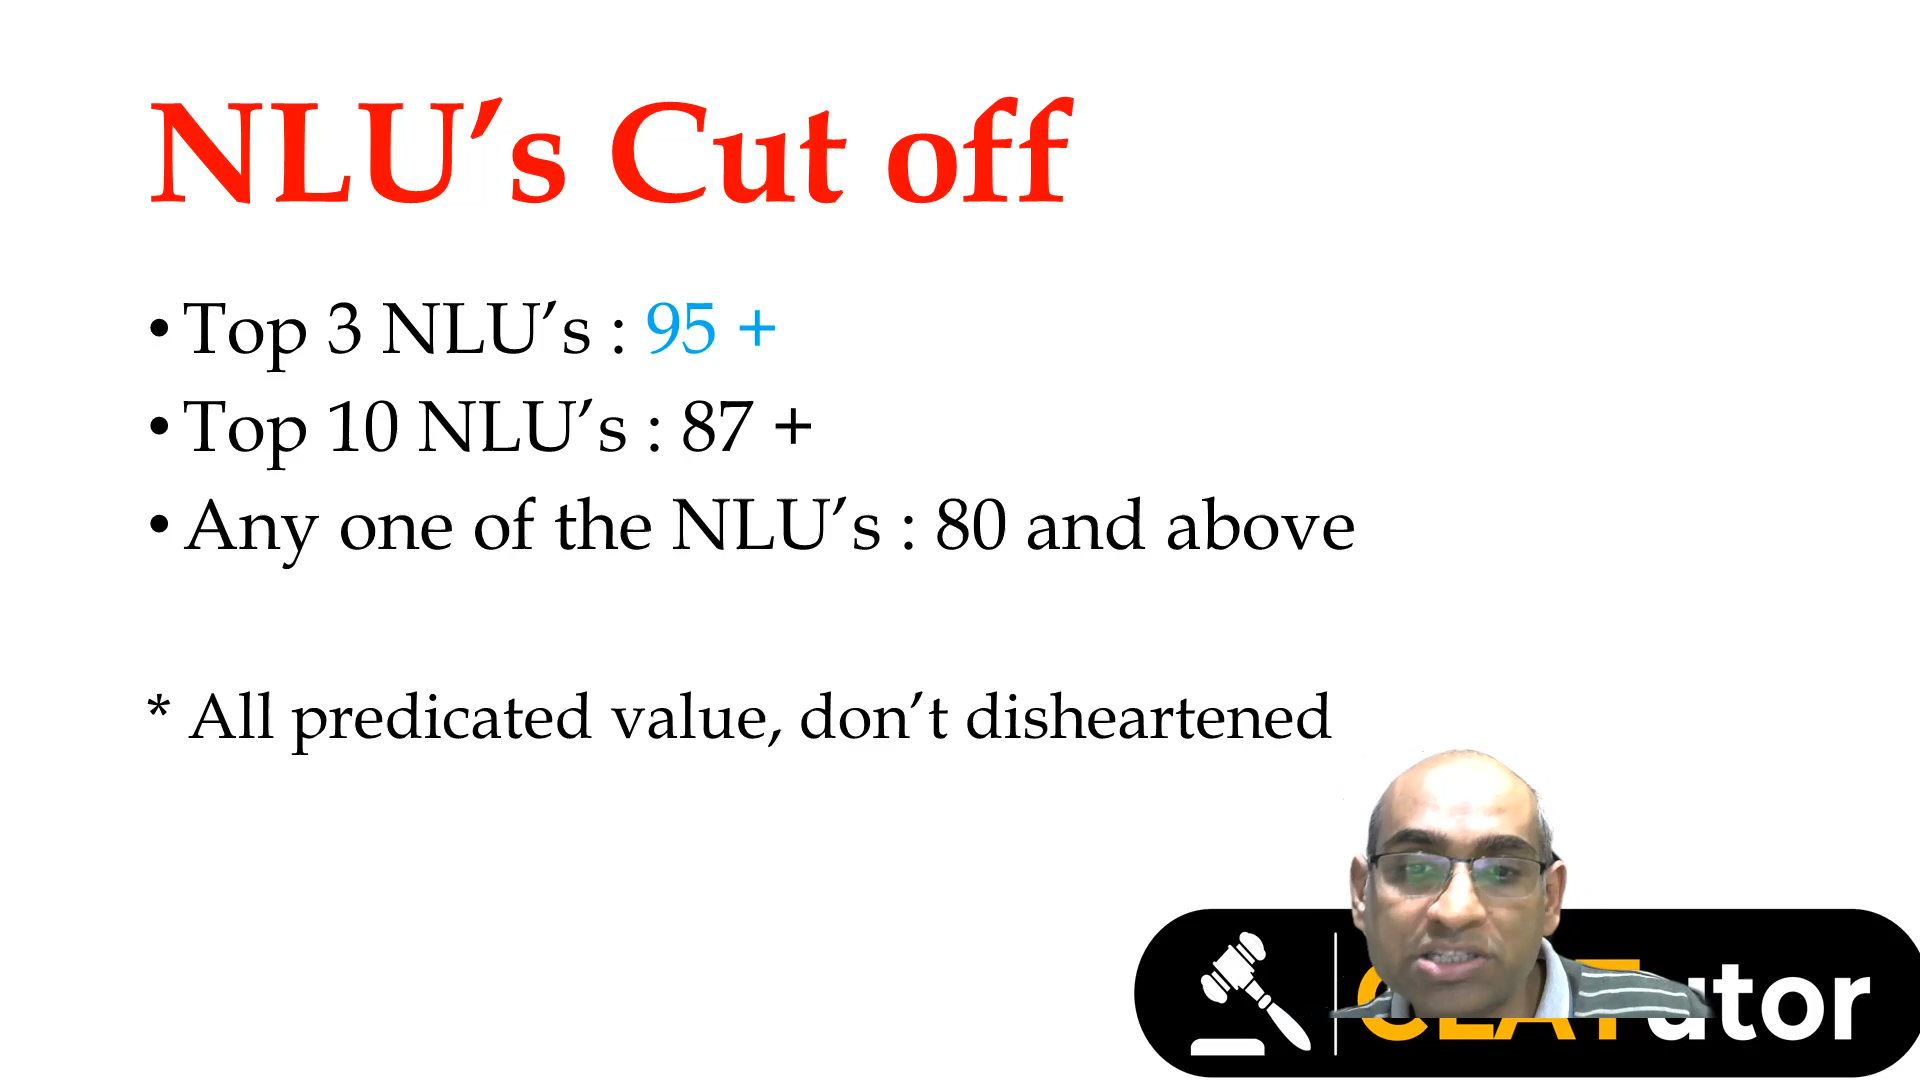 NLU’s Cut off
• Top 3 NLU’s : 95 +
• Top 10 NLU’s : 87 +
• Any one of the NLU’s : 80 and above
* All predicated value, don’t disheartened
CLATutor